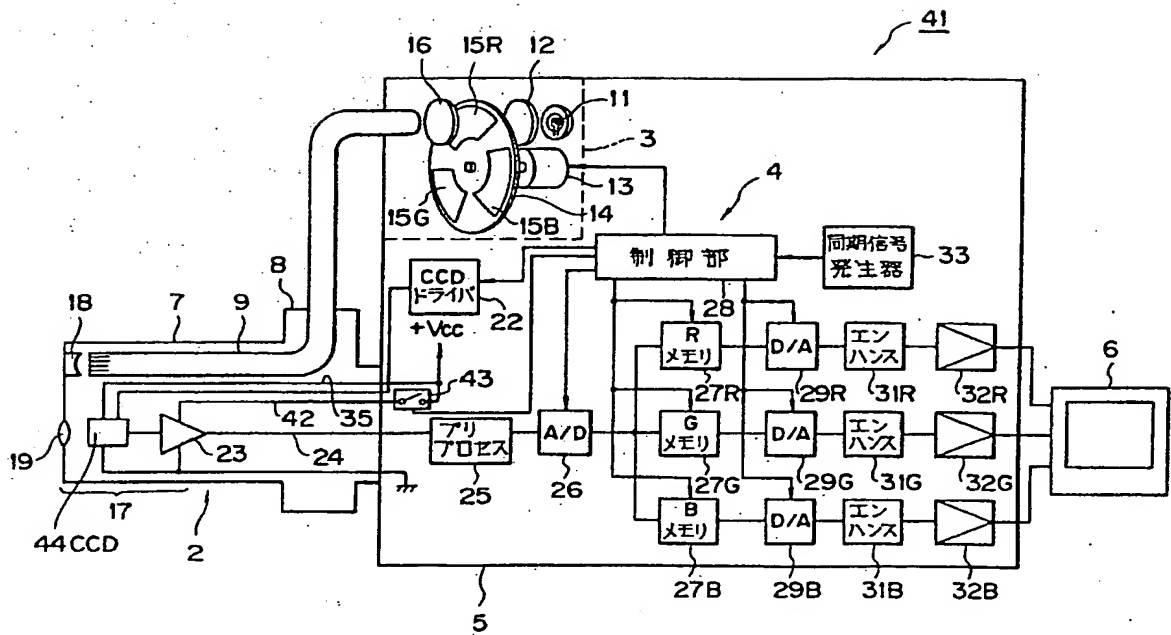 41
16
15R
12
11
3
13
15G
15B
14
4
制御部
28
同期信号
発生器
33
8
CCD
ドライバ
22
+Vcc
18
7
9
43
42
35
19
23
24
プリ
プロセス
25
A/D
26
R
メモリ
27R
D/A
29R
エン
ハンス
31R
32R
6
G
メモリ
27G
D/A
29G
エン
ハンス
31G
32G
B
メモリ
27B
D/A
29B
エン
ハンス
31B
32B
17
44CCD
2
5